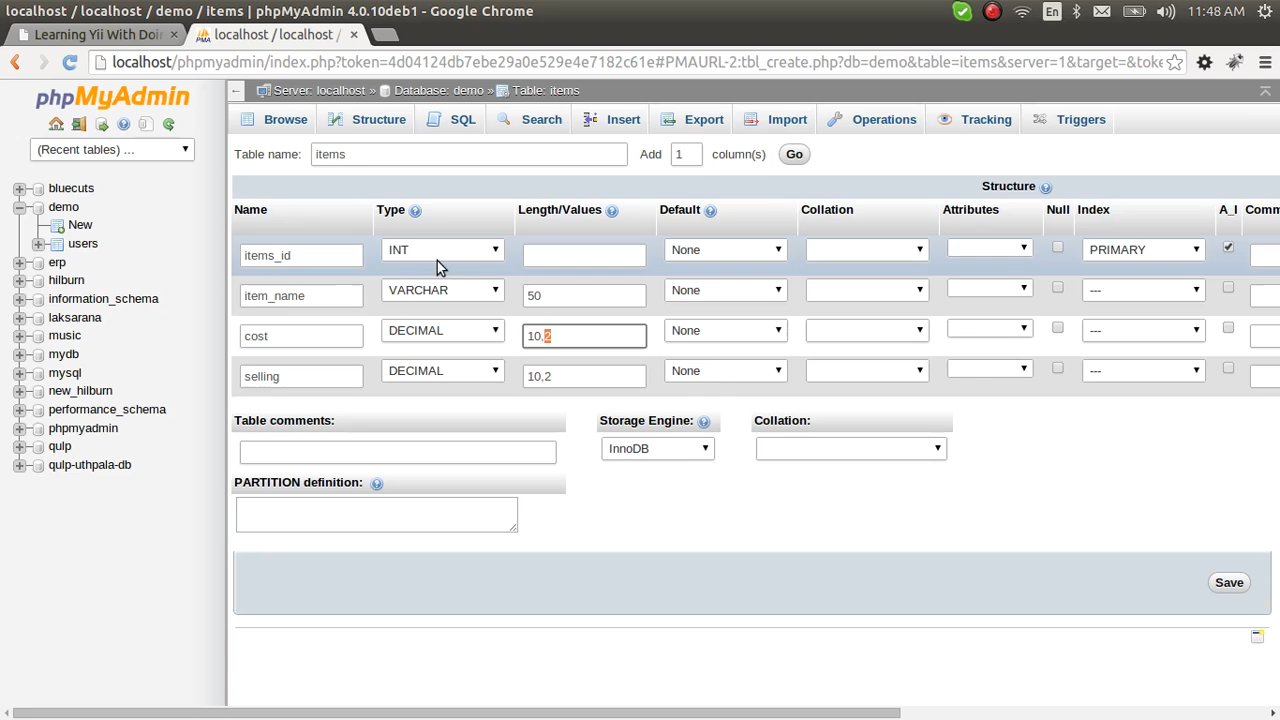 localhost / localhost / demo / items | phpMyAdmin 4.0.10deb1 - Google Chrome
En
11:48 AM
Learning Yii With Doin
localhost / localhost /
localhost/phpmyadmin/index.php?token=4d04124db7ebe29a0e529e4e7182c61e#PMAURL-2:tbl_create.php?db=demo&table=items&server=1&target=&toke
phpMyAdmin
(Recent tables) ...
bluecuts
demo
New
users
erp
hilburn
information_schema
laksarana
music
mydb
mysql
new_hilburn
performance_schema
phpmyadmin
qulp
qulp-uthpala-db
Server: localhost » Database: demo » Table: items
Browse Structure SQL Search Insert Export Import Operations Tracking Triggers
Table name: items Add 1 column(s) Go
Structure
Name Type Length/Values Default Collation Attributes Null Index A_I Comm
items_id INT None PRIMARY
item_name VARCHAR 50 None ---
cost DECIMAL 10,2 None ---
selling DECIMAL 10,2 None ---
Table comments: Storage Engine: Collation:
InnoDB
PARTITION definition:
Save